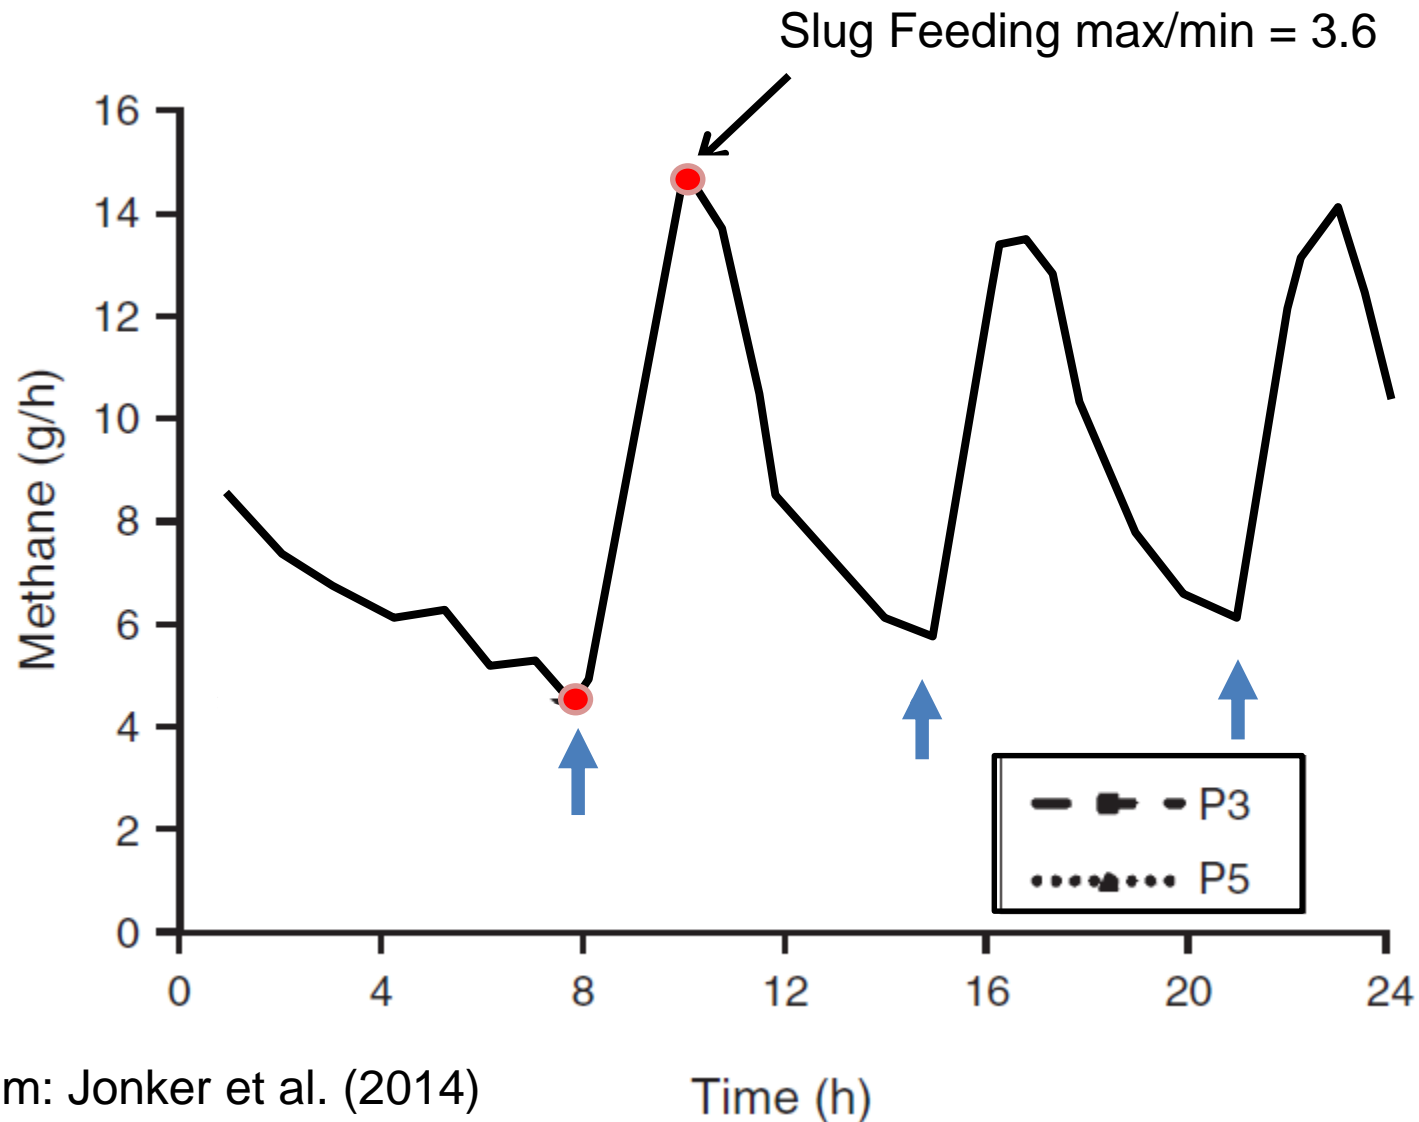 Slug Feeding max/min = 3.6
16
14
12
10
8
6
4
2
0
Methane (g/h)
P3
P5
0 4 8 12 16 20 24
m: Jonker et al. (2014)
Time (h)